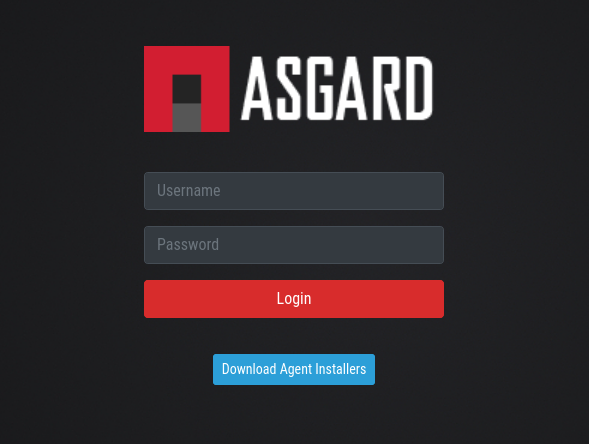 ASGARD
Username
Password
Login
Download Agent Installers